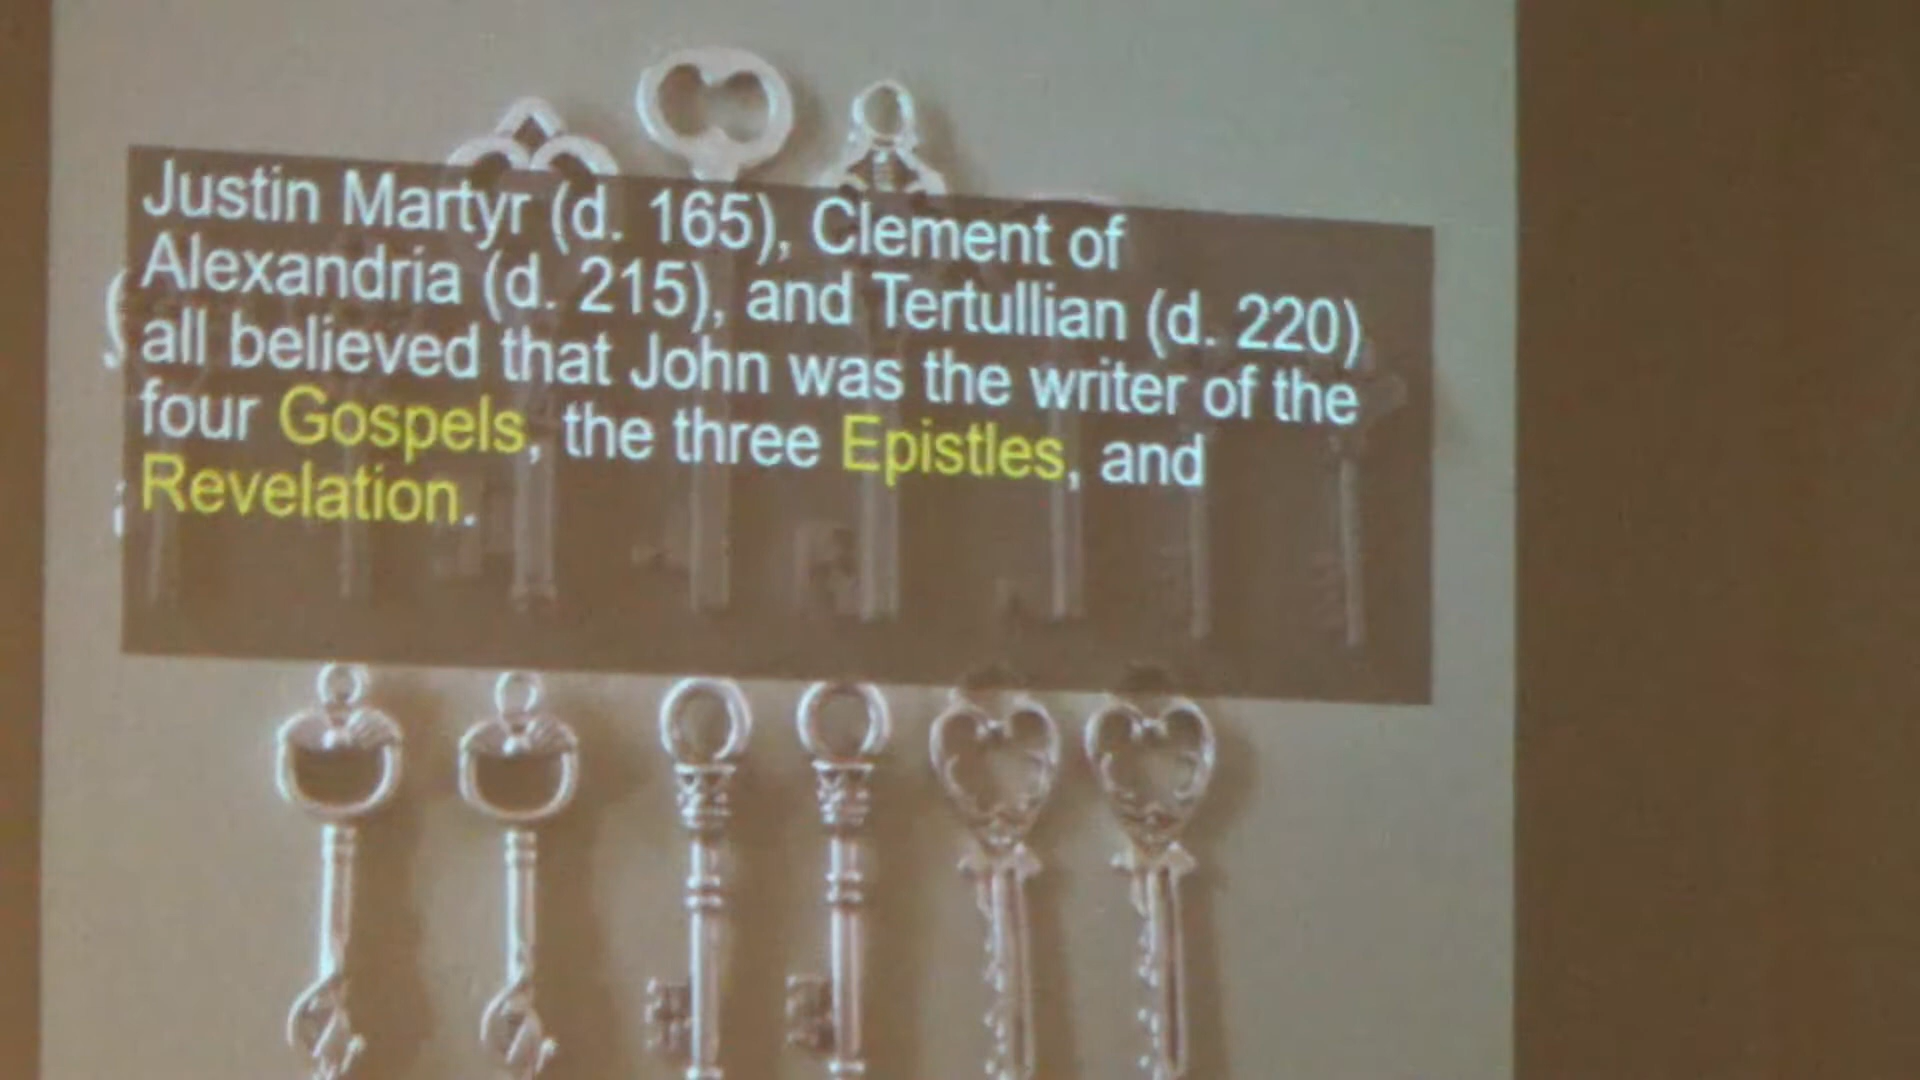 Justin Martyr (d. 165), Clement of
Alexandria (d. 215), and Tertullian (d. 220)
all believed that John was the writer of the
four Gospels, the three Epistles, and
Revelation.